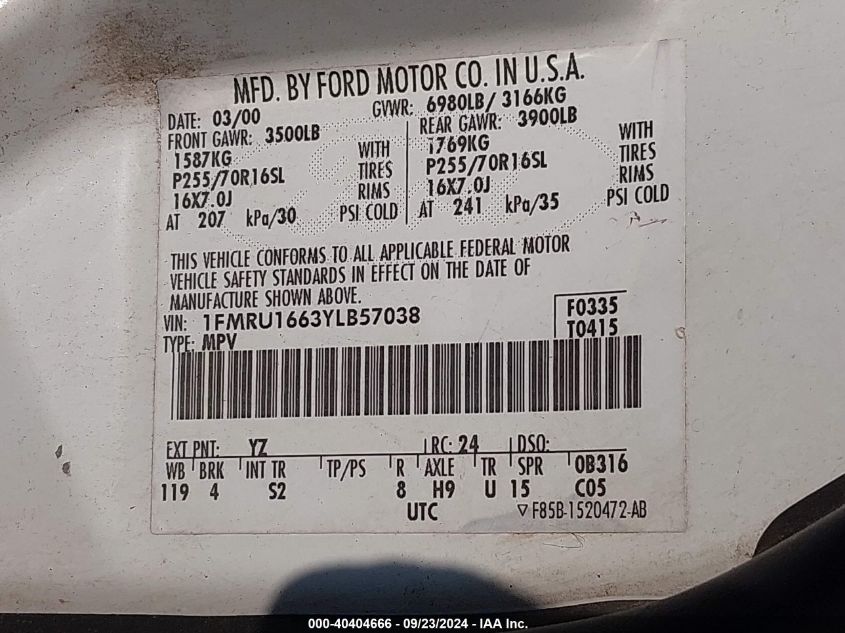 MFD. BY FORD MOTOR CO. IN U.S.A.
DATE: 03/00 GVWR: 6980LB/ 3166KG
FRONT GAWR: 3500LB REAR GAWR: 3900LB
1587KG WITH 1769KG WITH
P255/70R16SL TIRES P255/70R16SL TIRES
16X7.0J RIMS 16X7.0J RIMS
AT 207 kPa/30 PSI COLD AT 241 kPa/35 PSI COLD
THIS VEHICLE CONFORMS TO ALL APPLICABLE FEDERAL MOTOR
VEHICLE SAFETY STANDARDS IN EFFECT ON THE DATE OF
MANUFACTURE SHOWN ABOVE.
VIN: 1FMRU1663YLB57038 F0335
TYPE: MPV T0415
EXT PNT: YZ RC: 24 DSO:
WB BRK INT TR TP/PS R AXLE TR SPR 0B316
119 4 S2 8 H9 U 15 C05
UTC ▽F85B-1520472-AB
000-40404666 - 09/23/2024 - IAA Inc.